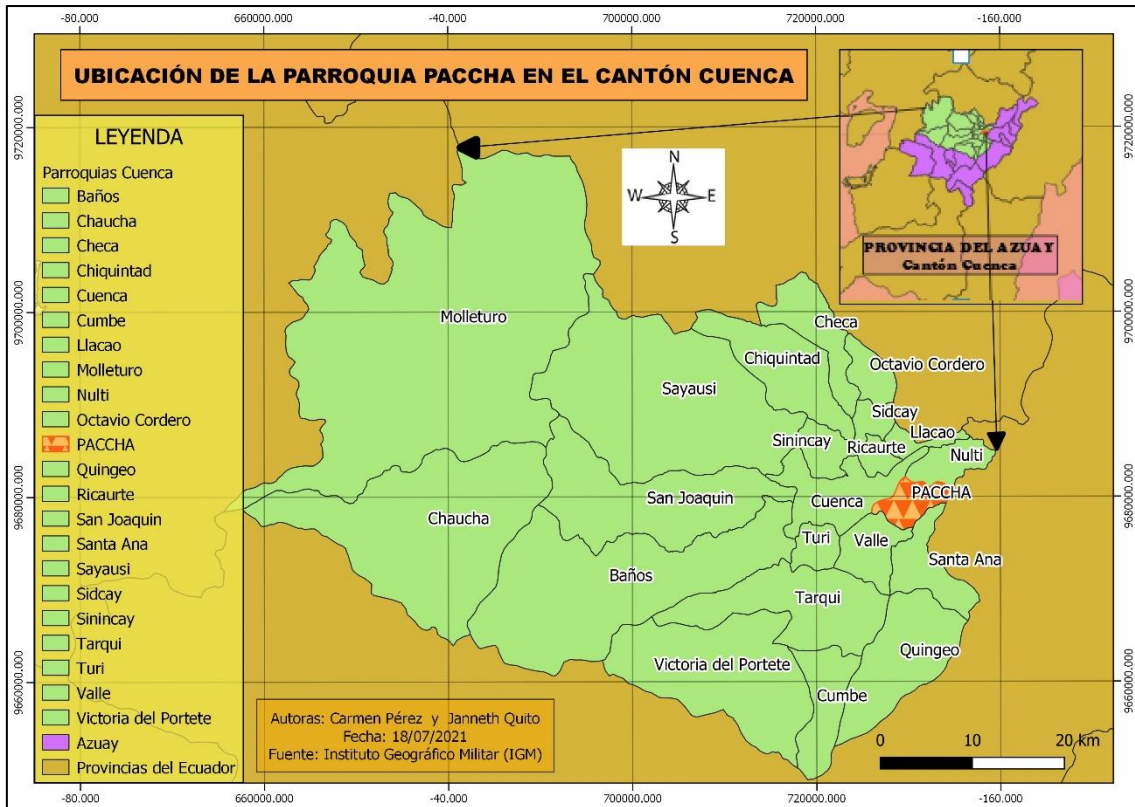 -80.000 660000.000 -40.000 700000.000 720000.000 -160.000
UBICACIÓN DE LA PARROQUIA PACCHA EN EL CANTÓN CUENCA
LEYENDA
Parroquias Cuenca
Baños
Chaucha
Checa
Chiquintad
Cuenca
Cumbe
Llacao
Molleturo
Nulti
Octavio Cordero
PACCHA
Quingeo
Ricaurte
San Joaquin
Santa Ana
Sayausi
Sidcay
Sinincay
Tarqui
Turi
Valle
Victoria del Portete
Azuay
Provincias del Ecuador
9720000.000
9700000.000
9680000.000
9660000.000
N
W E
S
PROVINCIA DEL AZUAY
Cantón Cuenca
9720000.000
9700000.000
9680000.000
9660000.000
Molleturo
Checa
Chiquintad
Octavio Cordero
Sayausi
Sidcay
Llacao
Sinincay
Ricaurte
Nulti
PACCHA
San Joaquin
Cuenca
Chaucha
Turi
Valle
Santa Ana
Baños
Tarqui
Quingeo
Victoria del Portete
Cumbe
Autoras: Carmen Pérez y Janneth Quito
Fecha: 18/07/2021
Fuente: Instituto Geográfico Militar (IGM)
0 10 20 km
-80.000 660000.000 -40.000 700000.000 720000.000 -160.000